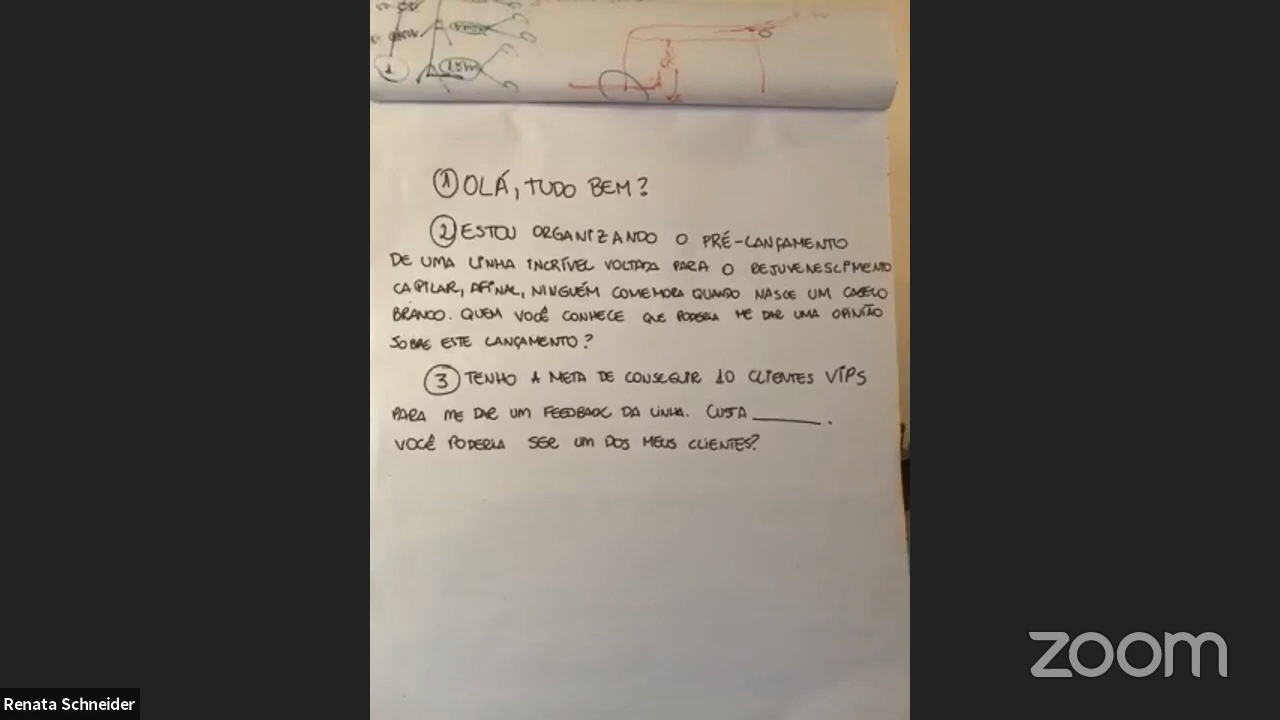 ① OLÁ, TUDO BEM?
② ESTOU ORGANIZANDO O PRÉ-LANÇAMENTO
DE UMA LINHA INCRÍVEL VOLTADA PARA O REJUVENESCIMENTO
CAPILAR, AFINAL, NINGUÉM COMEMORA QUANDO NASCE UM CABELO
BRANCO. QUEM VOCÊ CONHECE QUE PODERIA ME DAR UMA OPINIÃO
SOBRE ESTE LANÇAMENTO?
③ TENHO A META DE CONSEGUIR 10 CLIENTES VIPS
PARA ME DAR UM FEEDBACK DA LINHA. CUSTA ______.
VOCÊ PODERIA SER UM DOS MEUS CLIENTES?
zoom
Renata Schneider